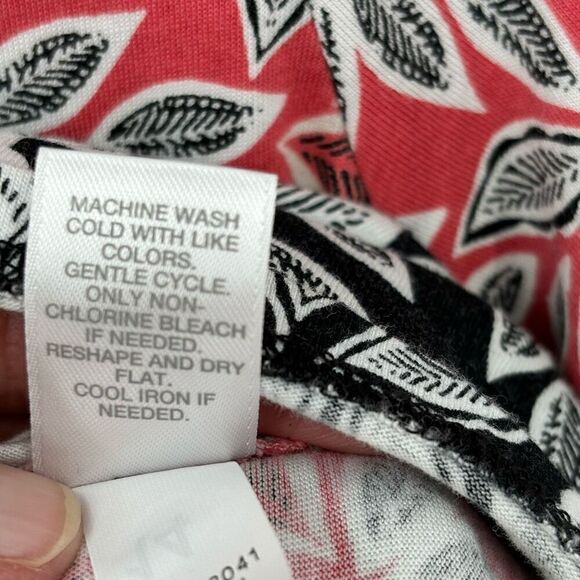 MACHINE WASH
COLD WITH LIKE
COLORS.
GENTLE CYCLE.
ONLY NON-
CHLORINE BLEACH
IF NEEDED.
RESHAPE AND DRY
FLAT.
COOL IRON IF
NEEDED.
3041